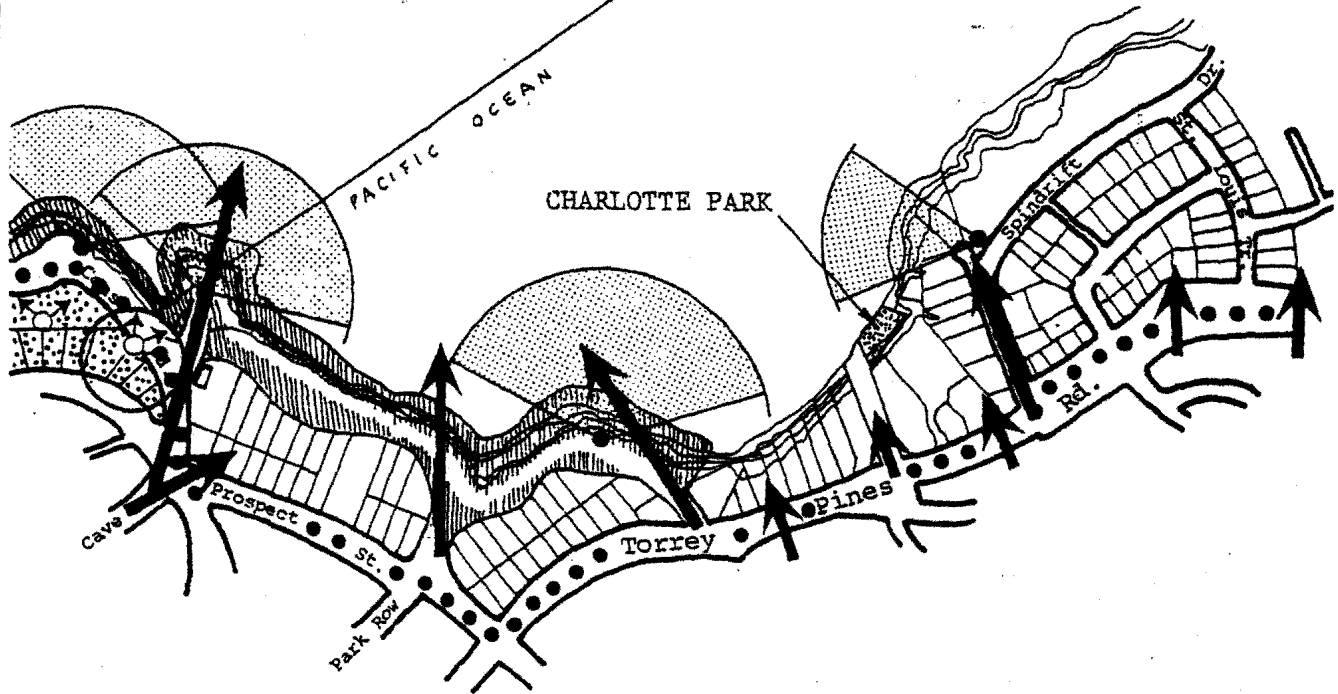 PACIFIC OCEAN
CHARLOTTE PARK
Spindrift
Dr.
Cave
Prospect
St.
Park Row
Torrey
Pines
Rd.